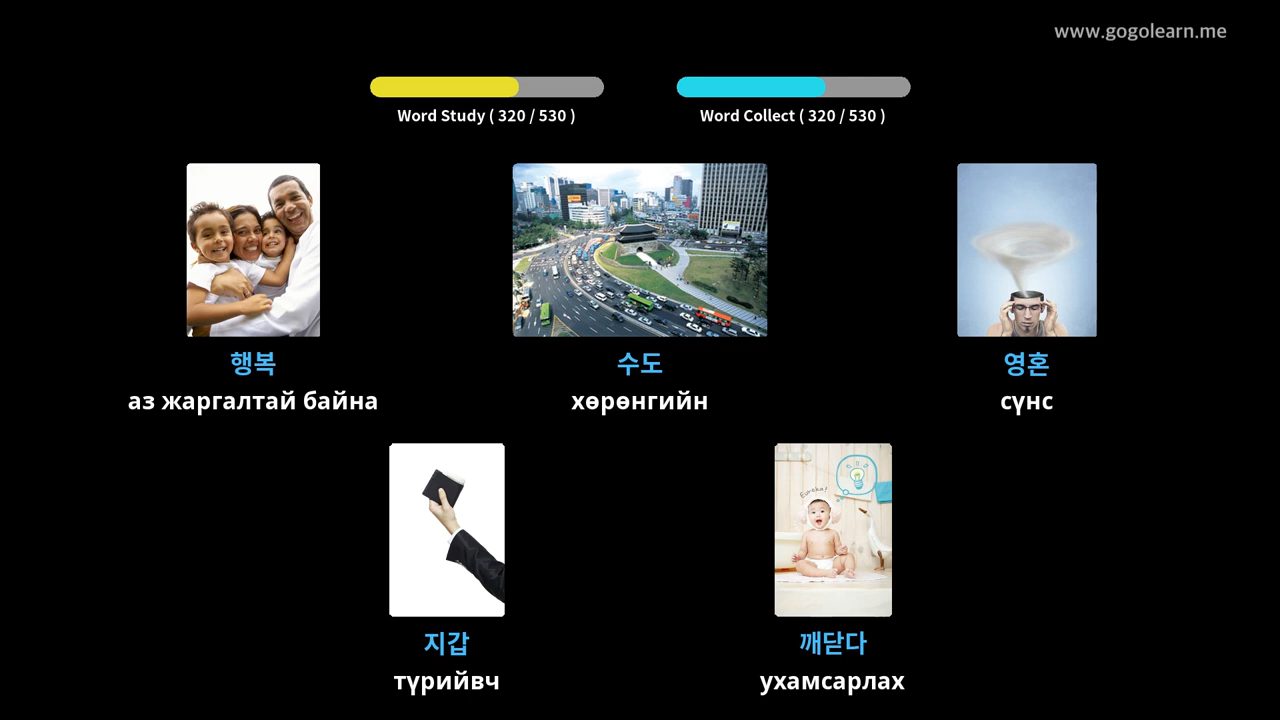 www.gogolearn.me
Word Study ( 320 / 530 )
Word Collect ( 320 / 530 )
행복
аз жаргалтай байна
수도
хөрөнгийн
영혼
сүнс
Eureka!
지갑
түрийвч
깨닫다
ухамсарлах